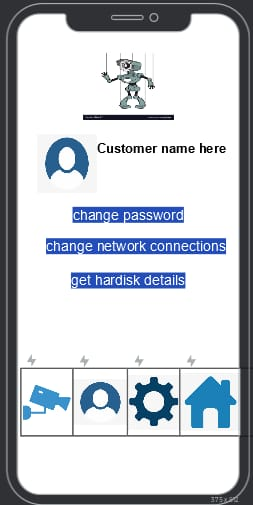 Customer name here
change password
change network connections
get hardisk details